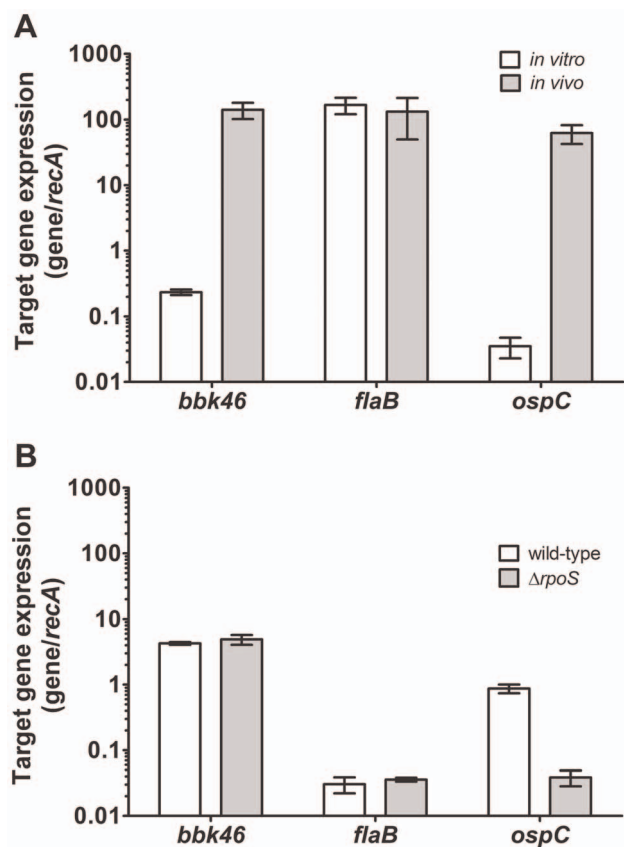 A
Target gene expression
(gene/recA)
1000
100
10
1
0.1
0.01
in vitro
in vivo
bbk46 flaB ospC
B
Target gene expression
(gene/recA)
1000
100
10
1
0.1
0.01
wild-type
ΔrpoS
bbk46 flaB ospC